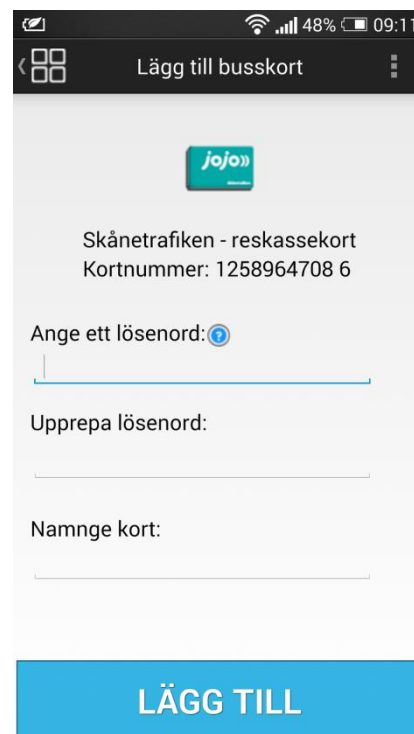 48% 09:11
Lägg till busskort
jojo
Skånetrafiken - reskassekort
Kortnummer: 1258964708 6
Ange ett lösenord:
Upprepa lösenord:
Namnge kort:
LÄGG TILL